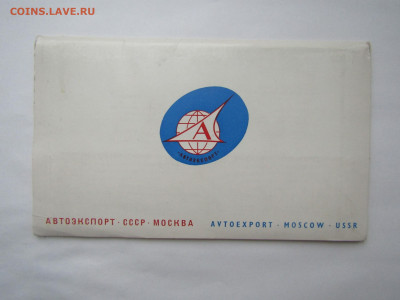 COINS.LAVE.RU
А
АВТОЭКСПОРТ
АВТОЭКСПОРТ · СССР · МОСКВА AVTOEXPORT · MOSCOW · USSR